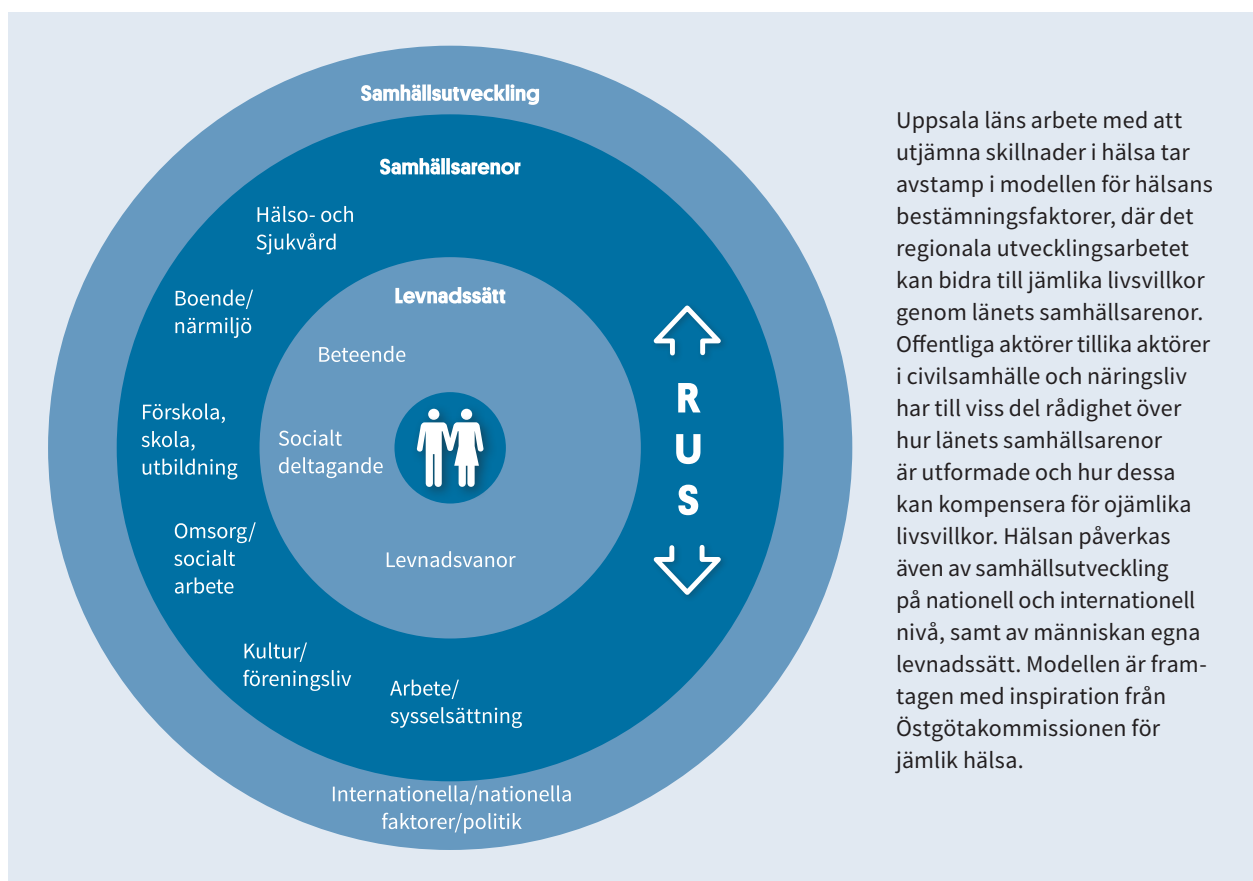 Samhällsutveckling
Samhällsarenor
Hälso- och
Sjukvård
Boende/
närmiljö
Förskola,
skola,
utbildning
Omsorg/
socialt
arbete
Kultur/
föreningsliv
Arbete/
sysselsättning
Levnadssätt
Beteende
Socialt
deltagande
Levnadsvanor
R
U
S
Internationella/nationella
faktorer/politik
Uppsala läns arbete med att
utjämna skillnader i hälsa tar
avstamp i modellen för hälsans
bestämningsfaktorer, där det
regionala utvecklingsarbetet
kan bidra till jämlika livsvillkor
genom länets samhällsarenor.
Offentliga aktörer tillika aktörer
i civilsamhälle och näringsliv
har till viss del rådighet över
hur länets samhällsarenor
är utformade och hur dessa
kan kompensera för ojämlika
livsvillkor. Hälsan påverkas
även av samhällsutveckling
på nationell och internationell
nivå, samt av människan egna
levnadssätt. Modellen är fram-
tagen med inspiration från
Östgötakommissionen för
jämlik hälsa.